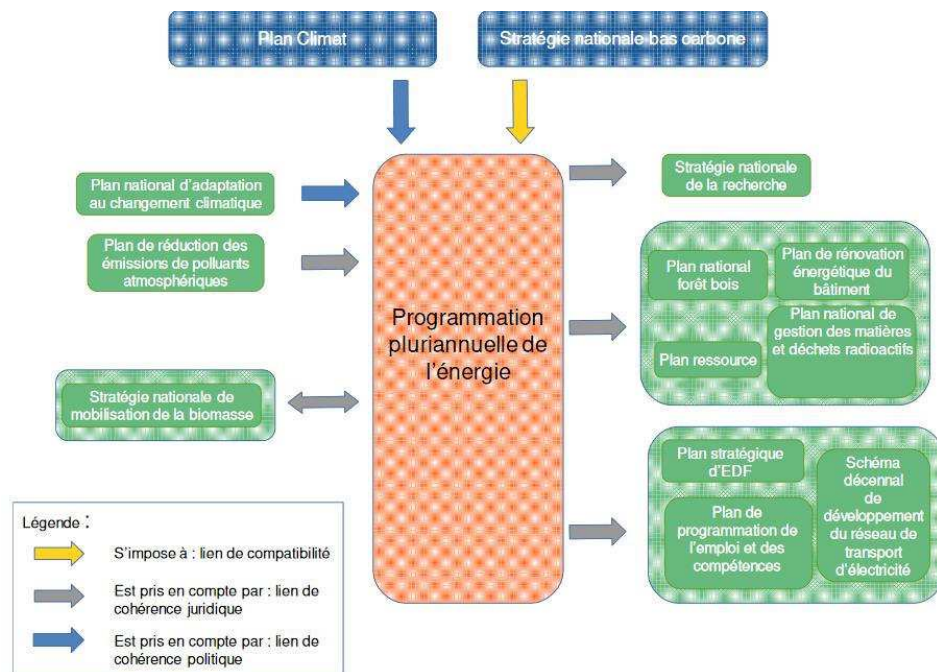 Plan Climat
Stratégie nationale bas carbone
Plan national d'adaptation
au changement climatique
Plan de réduction des
émissions de polluants
atmosphériques
Stratégie nationale de
mobilisation de la biomasse
Programmation
pluriannuelle de
l'énergie
Stratégie nationale
de la recherche
Plan national
forêt bois
Plan de rénovation
énergétique du
bâtiment
Plan ressource
Plan national de
gestion des matières
et déchets radioactifs
Plan stratégique
d'EDF
Plan de
programmation de
l'emploi et des
compétences
Schéma
décennal
de
développement
du réseau de
transport
d'électricité
Légende :
S'impose à : lien de compatibilité
Est pris en compte par : lien de
cohérence juridique
Est pris en compte par : lien de
cohérence politique